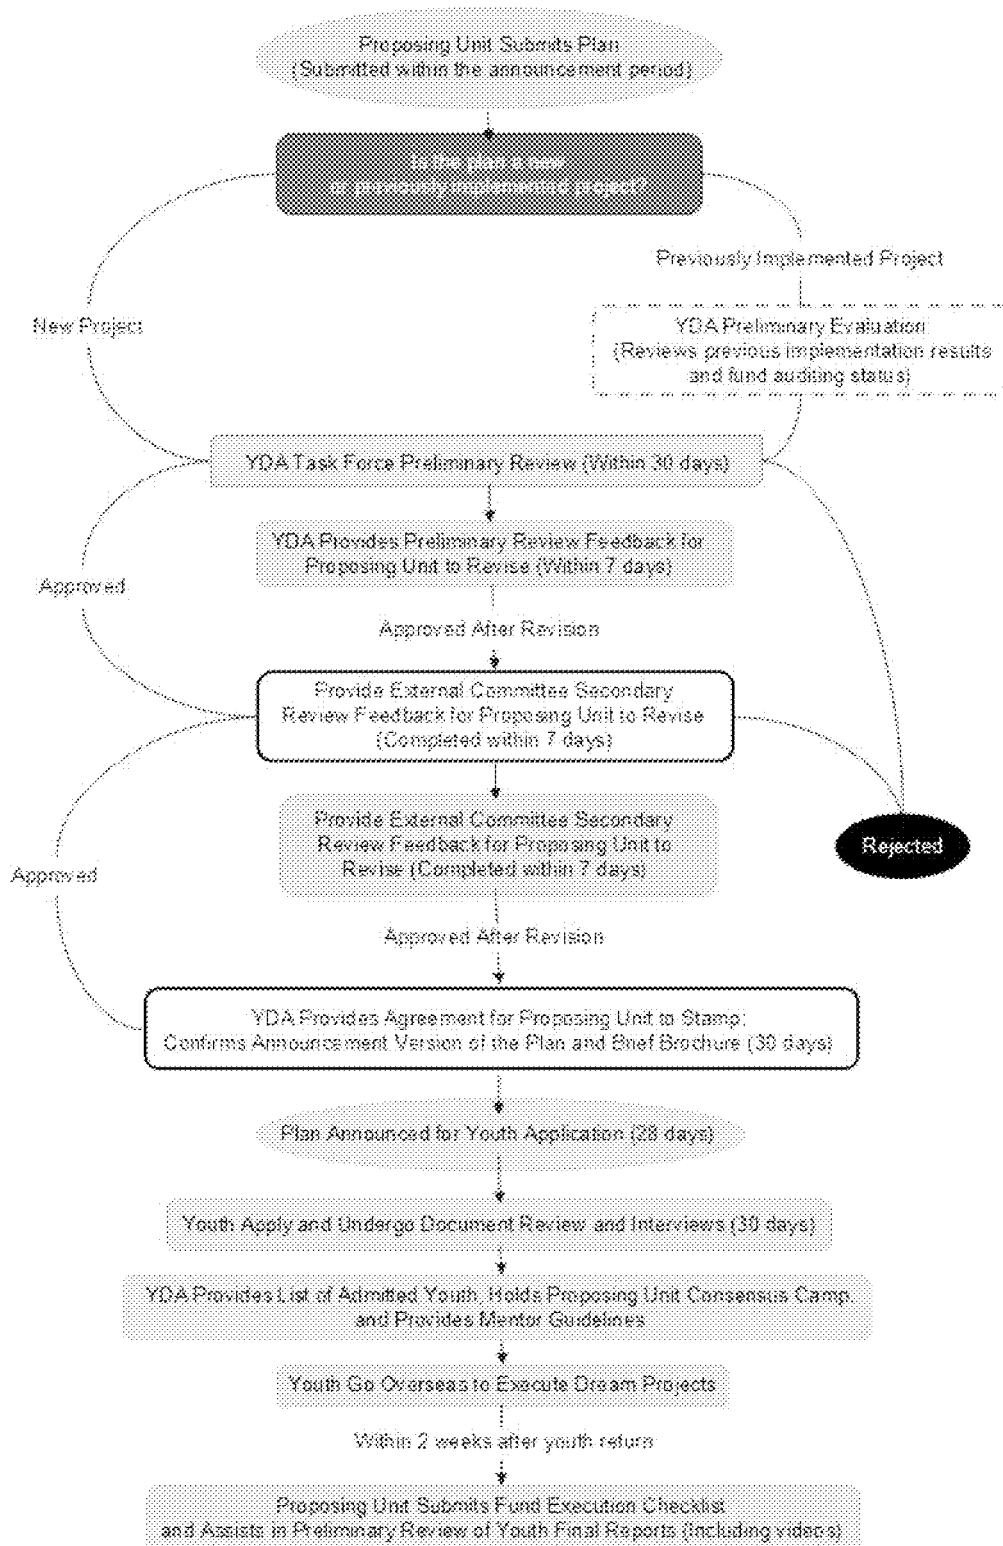 Proposing Unit Submits Plan
(Submitted within the announcement period)
Is the plan a new
or previously implemented project?
Previously Implemented Project
New Project
YDA Preliminary Evaluation
(Reviews previous implementation results
and fund auditing status)
YDA Task Force Preliminary Review (Within 30 days)
YDA Provides Preliminary Review Feedback for
Proposing Unit to Revise (Within 7 days)
Approved
Approved After Revision
Provide External Committee Secondary
Review Feedback for Proposing Unit to Revise
(Completed within 7 days)
Provide External Committee Secondary
Review Feedback for Proposing Unit to
Revise (Completed within 7 days)
Rejected
Approved
Approved After Revision
YDA Provides Agreement for Proposing Unit to Stamp;
Confirms Announcement Version of the Plan and Brief Brochure (30 days)
Plan Announced for Youth Application (28 days)
Youth Apply and Undergo Document Review and Interviews (30 days)
YDA Provides List of Admitted Youth, Holds Proposing Unit Consensus Camp,
and Provides Mentor Guidelines
Youth Go Overseas to Execute Dream Projects
Within 2 weeks after youth return
Proposing Unit Submits Fund Execution Checklist
and Assists in Preliminary Review of Youth Final Reports (Including videos)